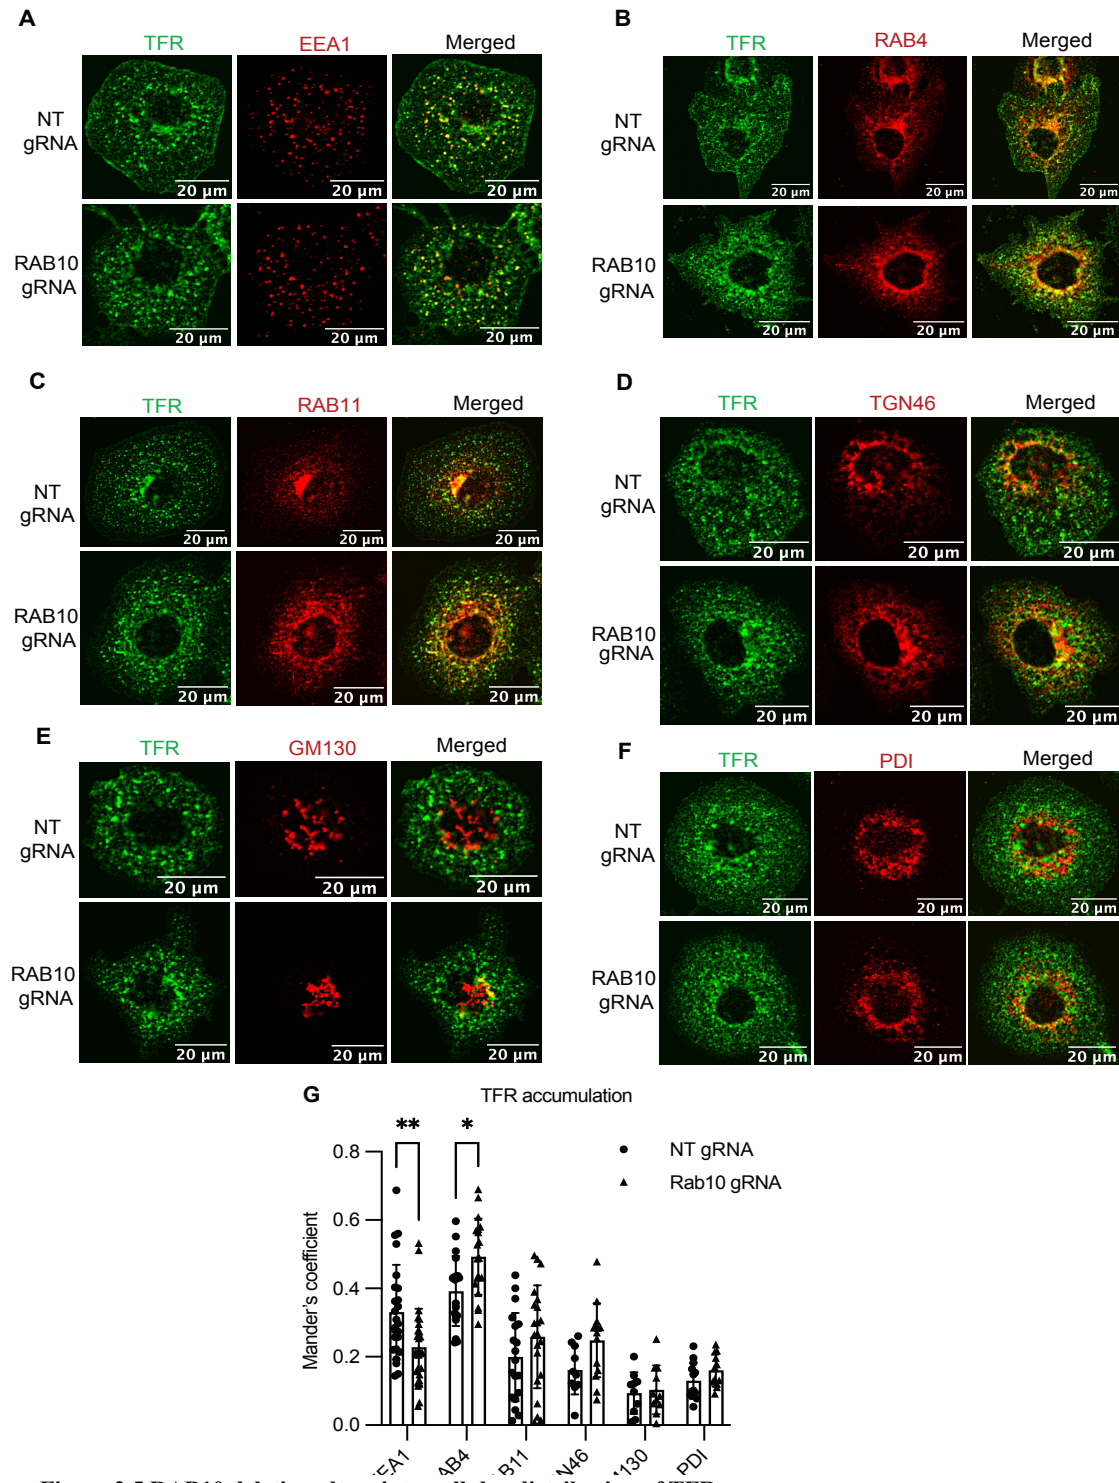 A
TFR EEA1 Merged
NT
gRNA
20 μm 20 μm 20 μm
RAB10
gRNA
20 μm 20 μm 20 μm
B
TFR RAB4 Merged
NT
gRNA
20 μm 20 μm 20 μm
RAB10
gRNA
20 μm 20 μm 20 μm
C
TFR RAB11 Merged
NT
gRNA
20 μm 20 μm 20 μm
RAB10
gRNA
20 μm 20 μm 20 μm
D
TFR TGN46 Merged
NT
gRNA
20 μm 20 μm 20 μm
RAB10
gRNA
20 μm 20 μm 20 μm
E
TFR GM130 Merged
NT
gRNA
20 μm 20 μm 20 μm
RAB10
gRNA
20 μm 20 μm 20 μm
F
TFR PDI Merged
NT
gRNA
20 μm 20 μm 20 μm
RAB10
gRNA
20 μm 20 μm 20 μm
G
TFR accumulation
** *
NT gRNA
Rab10 gRNA
Mander's coefficient
0.8
0.6
0.4
0.2
0.0
PDI